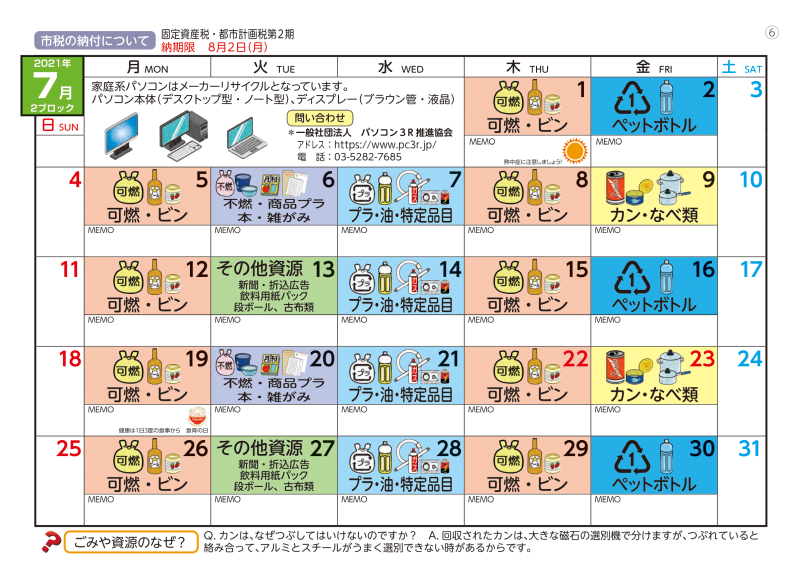 ⑥
市税の納付について
固定資産税・都市計画税第2期
納期限 8月2日(月)
2021年
7月
2ブロック
月 MON
火 TUE
水 WED
木 THU
金 FRI
土 SAT
日 SUN
家庭系パソコンはメーカーリサイクルとなっています。
パソコン本体(デスクトップ型・ノート型)、ディスプレー(ブラウン管・液晶)
問い合わせ
*一般社団法人 パソコン3R推進協会
アドレス:https://www.pc3r.jp/
電 話:03-5282-7685
可燃
1
可燃・ビン
MEMO
熱中症に注意しましょう!
1
2
ペットボトル
MEMO
3
4
可燃
5
可燃・ビン
MEMO
不燃
月刊
6
不燃・商品プラ
本・雑がみ
MEMO
プラ
ガス
7
プラ・油・特定品目
MEMO
可燃
8
可燃・ビン
MEMO
9
カン・なべ類
MEMO
10
11
可燃
12
可燃・ビン
MEMO
その他資源 13
新聞・折込広告
飲料用紙パック
段ボール、古布類
MEMO
プラ
ガス
14
プラ・油・特定品目
MEMO
可燃
15
可燃・ビン
MEMO
1
16
ペットボトル
MEMO
17
18
可燃
19
可燃・ビン
MEMO
健康は1日3度の食事から 食育の日
不燃
月刊
20
不燃・商品プラ
本・雑がみ
MEMO
プラ
ガス
21
プラ・油・特定品目
MEMO
可燃
22
可燃・ビン
MEMO
23
カン・なべ類
MEMO
24
25
可燃
26
可燃・ビン
MEMO
その他資源 27
新聞・折込広告
飲料用紙パック
段ボール、古布類
MEMO
プラ
ガス
28
プラ・油・特定品目
MEMO
可燃
29
可燃・ビン
MEMO
1
30
ペットボトル
MEMO
31
?
ごみや資源のなぜ?
Q. カンは、なぜつぶしてはいけないのですか? A. 回収されたカンは、大きな磁石の選別機で分けますが、つぶれていると
絡み合って、アルミとスチールがうまく選別できない時があるからです。